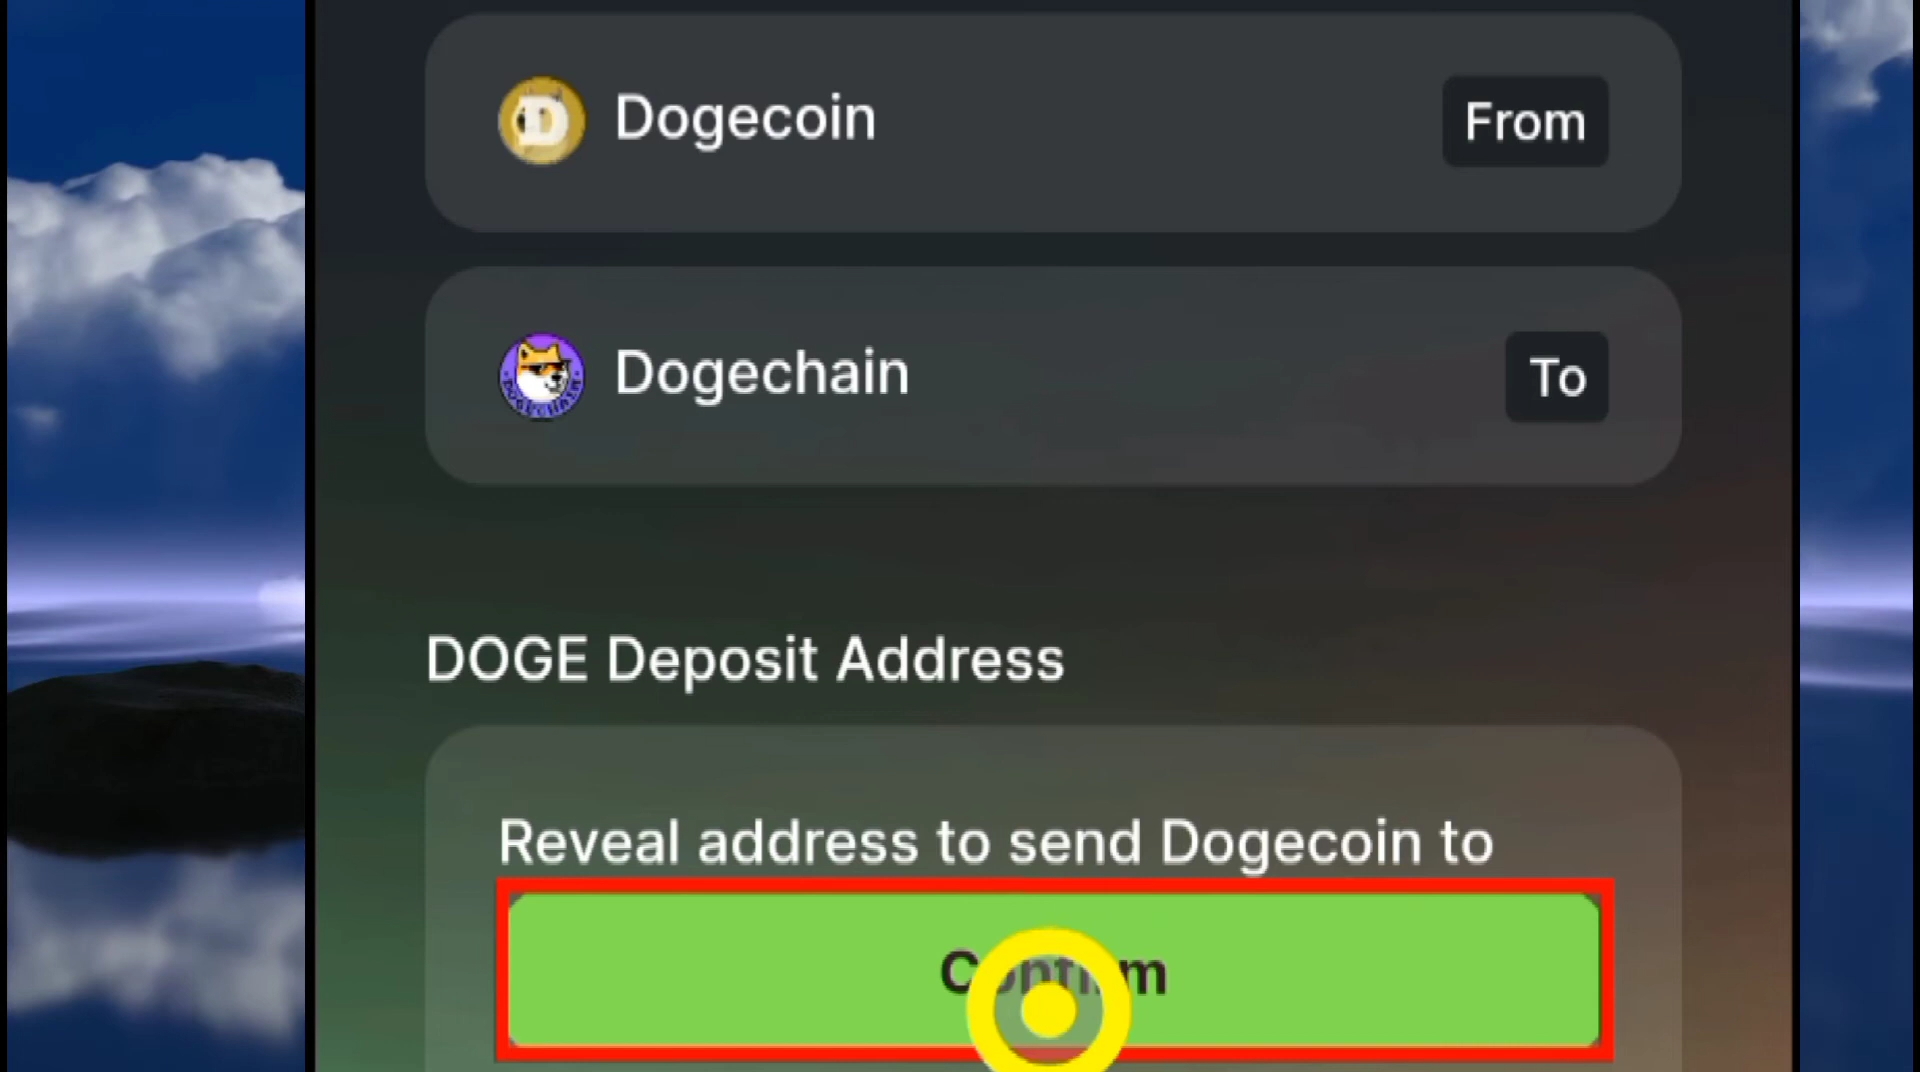 Dogecoin
From
Dogechain
To
DOGE Deposit Address
Reveal address to send Dogecoin to
Confirm